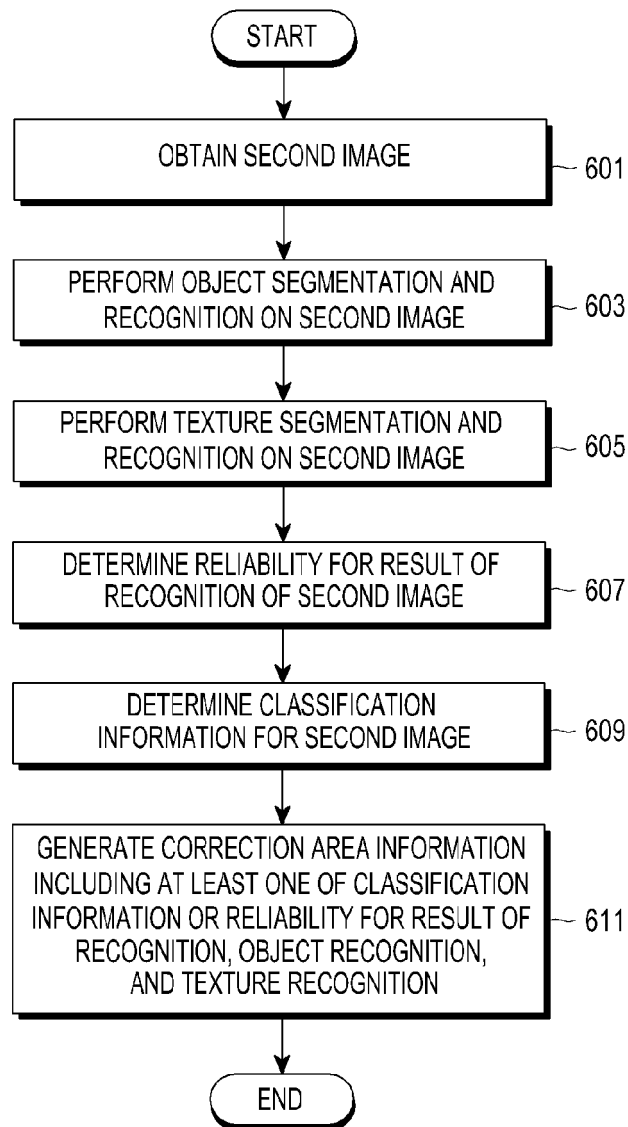 START
OBTAIN SECOND IMAGE
601
PERFORM OBJECT SEGMENTATION AND
RECOGNITION ON SECOND IMAGE
603
PERFORM TEXTURE SEGMENTATION AND
RECOGNITION ON SECOND IMAGE
605
DETERMINE RELIABILITY FOR RESULT OF
RECOGNITION OF SECOND IMAGE
607
DETERMINE CLASSIFICATION
INFORMATION FOR SECOND IMAGE
609
GENERATE CORRECTION AREA INFORMATION
INCLUDING AT LEAST ONE OF CLASSIFICATION
INFORMATION OR RELIABILITY FOR RESULT OF
RECOGNITION, OBJECT RECOGNITION,
AND TEXTURE RECOGNITION
611
END